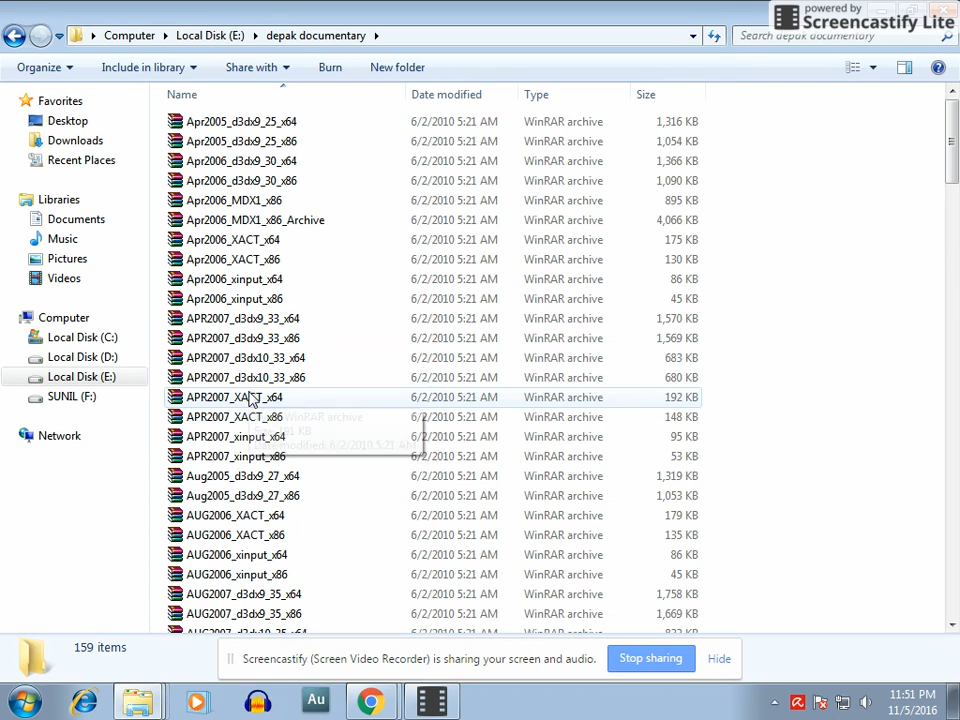 powered by
Screencastify Lite
Computer Local Disk (E:) depak documentary
Search depak documentary
Organize Include in library Share with Burn New folder
Name Date modified Type Size
Favorites
Desktop
Downloads
Recent Places
Libraries
Documents
Music
Pictures
Videos
Computer
Local Disk (C:)
Local Disk (D:)
Local Disk (E:)
SUNIL (F:)
Network
Apr2005_d3dx9_25_x64 6/2/2010 5:21 AM WinRAR archive 1,316 KB
Apr2005_d3dx9_25_x86 6/2/2010 5:21 AM WinRAR archive 1,054 KB
Apr2006_d3dx9_30_x64 6/2/2010 5:21 AM WinRAR archive 1,366 KB
Apr2006_d3dx9_30_x86 6/2/2010 5:21 AM WinRAR archive 1,090 KB
Apr2006_MDX1_x86 6/2/2010 5:21 AM WinRAR archive 895 KB
Apr2006_MDX1_x86_Archive 6/2/2010 5:21 AM WinRAR archive 4,066 KB
Apr2006_XACT_x64 6/2/2010 5:21 AM WinRAR archive 175 KB
Apr2006_XACT_x86 6/2/2010 5:21 AM WinRAR archive 130 KB
Apr2006_xinput_x64 6/2/2010 5:21 AM WinRAR archive 86 KB
Apr2006_xinput_x86 6/2/2010 5:21 AM WinRAR archive 45 KB
APR2007_d3dx9_33_x64 6/2/2010 5:21 AM WinRAR archive 1,570 KB
APR2007_d3dx9_33_x86 6/2/2010 5:21 AM WinRAR archive 1,569 KB
APR2007_d3dx10_33_x64 6/2/2010 5:21 AM WinRAR archive 683 KB
APR2007_d3dx10_33_x86 6/2/2010 5:21 AM WinRAR archive 680 KB
APR2007_XACT_x64 6/2/2010 5:21 AM WinRAR archive 192 KB
APR2007_XACT_x86 6/2/2010 5:21 AM WinRAR archive 148 KB
WinRAR archive
191 KB
Date modified: 6/2/2010 5:21 AM
APR2007_xinput_x64 6/2/2010 5:21 AM WinRAR archive 95 KB
APR2007_xinput_x86 6/2/2010 5:21 AM WinRAR archive 53 KB
Aug2005_d3dx9_27_x64 6/2/2010 5:21 AM WinRAR archive 1,319 KB
Aug2005_d3dx9_27_x86 6/2/2010 5:21 AM WinRAR archive 1,053 KB
AUG2006_XACT_x64 6/2/2010 5:21 AM WinRAR archive 179 KB
AUG2006_XACT_x86 6/2/2010 5:21 AM WinRAR archive 135 KB
AUG2006_xinput_x64 6/2/2010 5:21 AM WinRAR archive 86 KB
AUG2006_xinput_x86 6/2/2010 5:21 AM WinRAR archive 45 KB
AUG2007_d3dx9_35_x64 6/2/2010 5:21 AM WinRAR archive 1,758 KB
AUG2007_d3dx9_35_x86 6/2/2010 5:21 AM WinRAR archive 1,669 KB
159 items
Screencastify (Screen Video Recorder) is sharing your screen and audio. Stop sharing Hide
Au
11:51 PM
11/5/2016